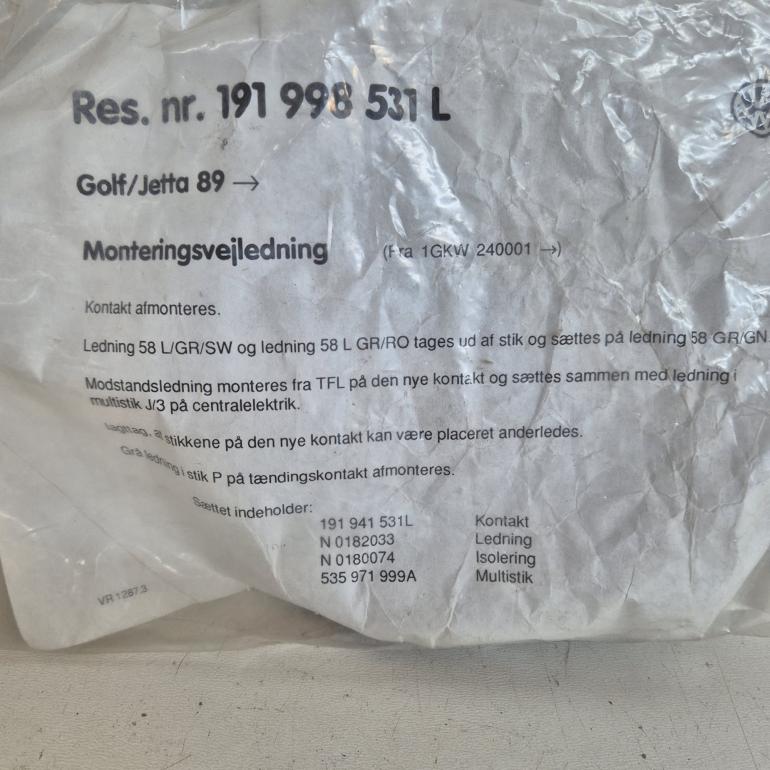 Res. nr. 191 998 531 L
Golf/Jetta 89 →
Monteringsvejledning (Fra 1GKW 240001 →)
Kontakt afmonteres.
Ledning 58 L/GR/SW og ledning 58 L GR/RO tages ud af stik og sættes på ledning 58 GR/GN
Modstandsledning monteres fra TFL på den nye kontakt og sættes sammen med ledning i
multistik J/3 på centralelektrik.
stikkene på den nye kontakt kan være placeret anderledes.
Grå ledning i stik P på tændingskontakt afmonteres.
Sættet indeholder:
191 941 531L Kontakt
N 0182033 Ledning
N 0180074 Isolering
535 971 999A Multistik
VR 1287.3